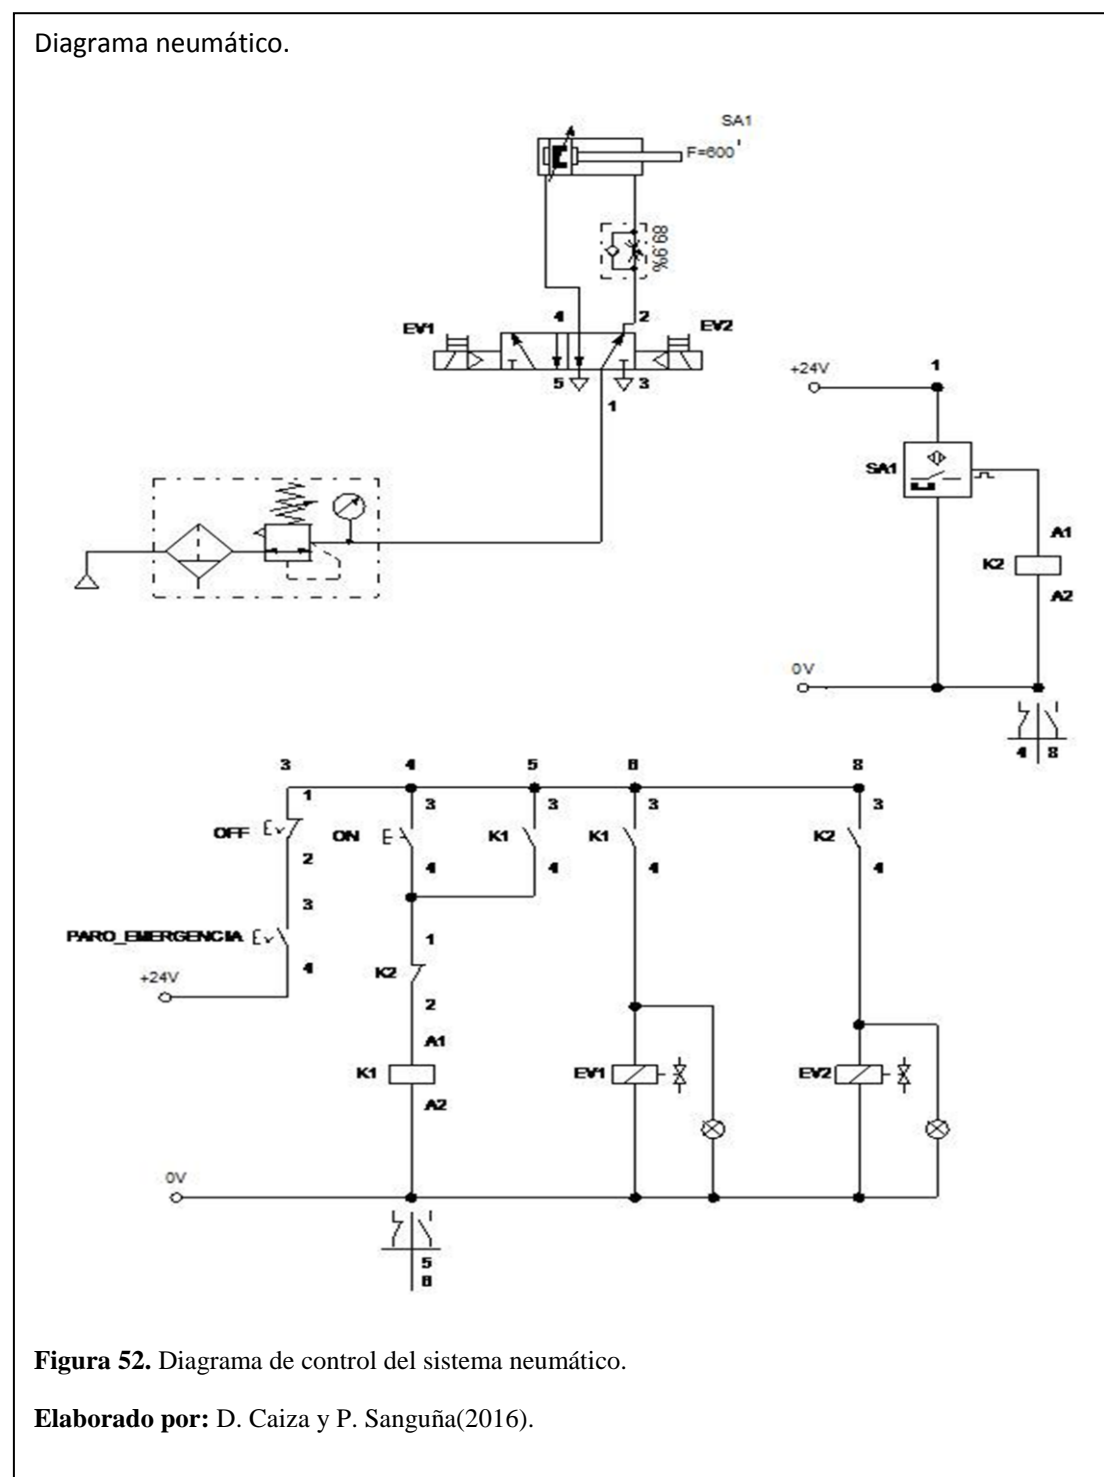 Diagrama neumático.
SA1
F=600
89.9%
4
2
EV1
EV2
5
3
1
+24V
1
SA1
A1
K2
A2
0V
4
8
3
4
5
6
8
1
3
3
3
3
OFF
ON
K1
K1
K2
2
4
4
4
4
3
PARO_EMERGENCIA
1
4
+24V
K2
2
A1
K1
EV1
EV2
A2
0V
5
6
Figura 52. Diagrama de control del sistema neumático.
Elaborado por: D. Caiza y P. Sanguña(2016).